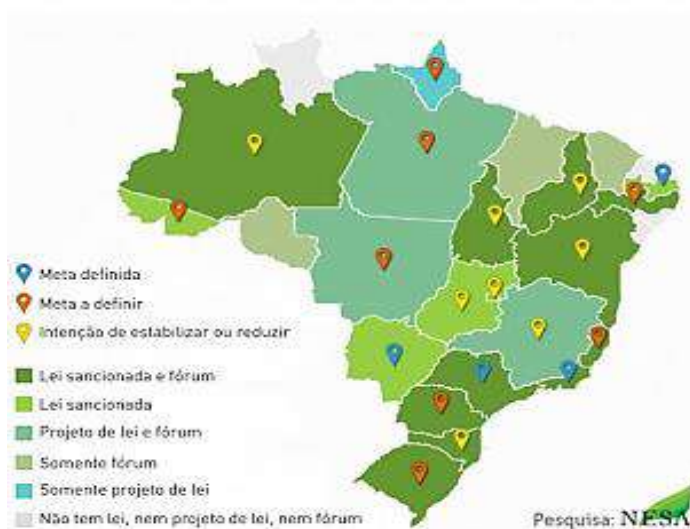 Meta definida
Meta a definir
Intenção de estabilizar ou reduzir
Lei sancionada e fórum
Lei sancionada
Projeto de lei e fórum
Somente fórum
Somente projeto de lei
Não tem lei, nem projeto de lei, nem fórum
Pesquisa: NESA